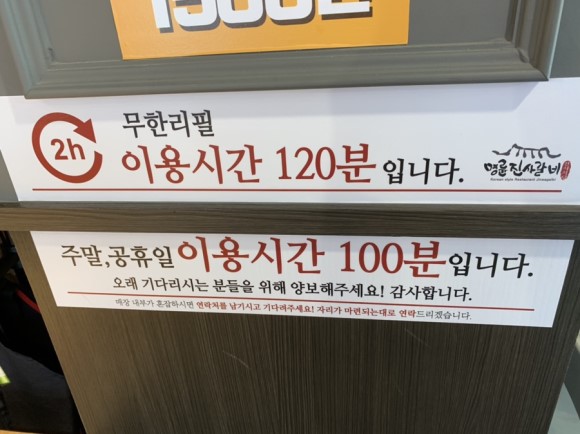 2h
무한리필
이용시간 120분입니다.
명륜진사갈비
주말,공휴일 이용시간 100분입니다.
오래 기다리시는 분들을 위해 양보해주세요! 감사합니다.
매장 내부가 혼잡하시면 연락처를 남기시고 기다려주세요! 자리가 마련되는대로 연락드리겠습니다.